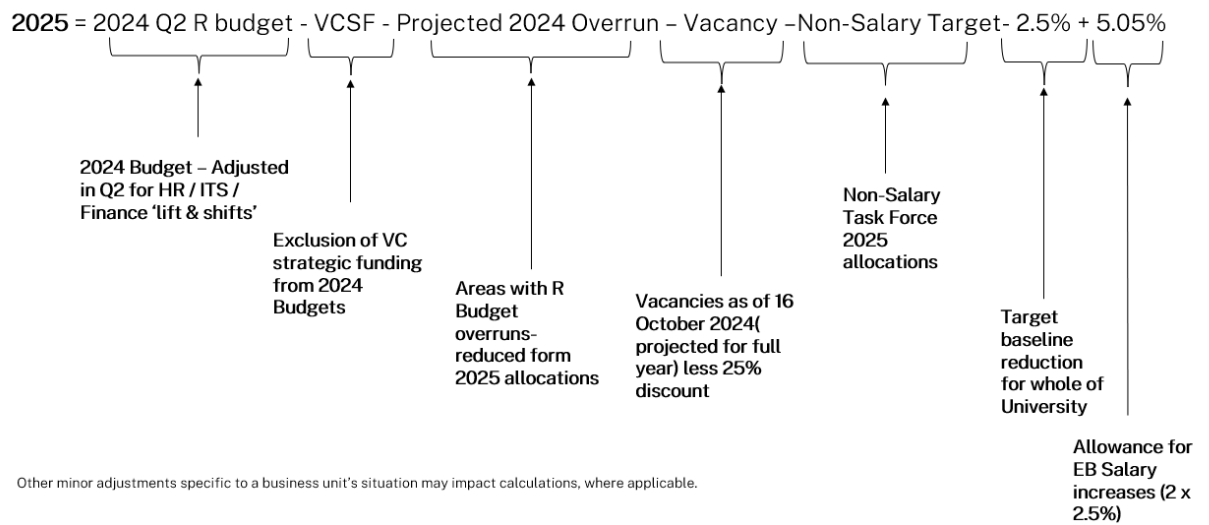 2025 = 2024 Q2 R budget - VCSF - Projected 2024 Overrun – Vacancy –Non-Salary Target- 2.5% + 5.05%
2024 Budget – Adjusted
in Q2 for HR / ITS /
Finance ‘lift & shifts’
Exclusion of VC
strategic funding
from 2024
Budgets
Areas with R
Budget
overruns-
reduced form
2025 allocations
Vacancies as of 16
October 2024(
projected for full
year) less 25%
discount
Non-Salary
Task Force
2025
allocations
Target
baseline
reduction
for whole of
University
Allowance for
EB Salary
increases (2 x
2.5%)
Other minor adjustments specific to a business unit’s situation may impact calculations, where applicable.